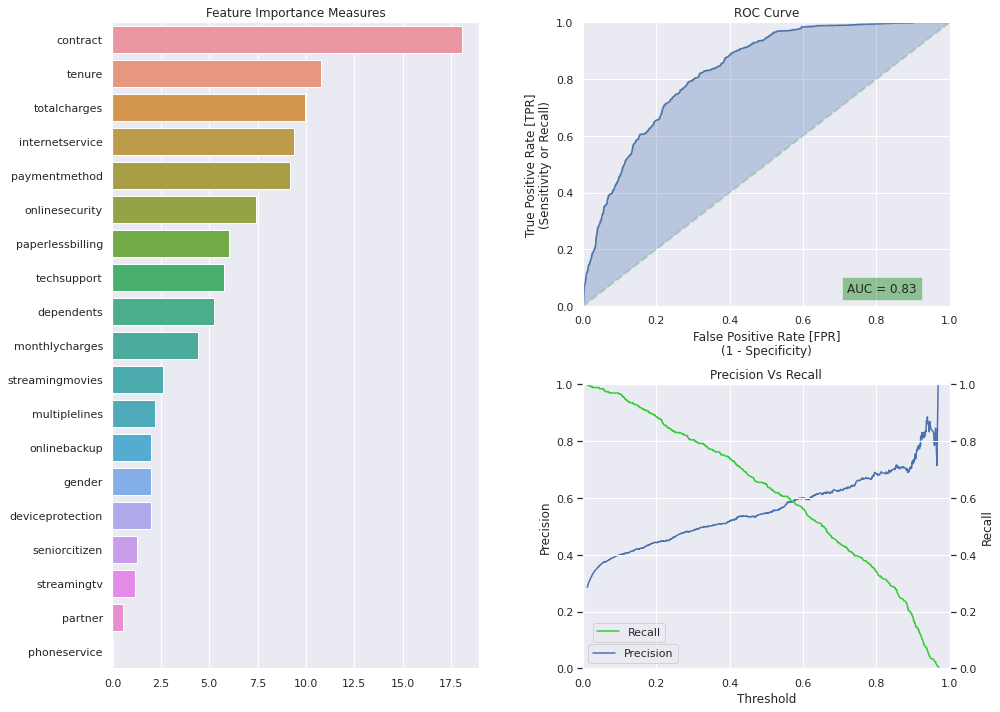 Feature Importance Measures
contract
tenure
totalcharges
internetservice
paymentmethod
onlinesecurity
paperlessbilling
techsupport
dependents
monthlycharges
streamingmovies
multiplelines
onlinebackup
gender
deviceprotection
seniorcitizen
streamingtv
partner
phoneservice
0.0 2.5 5.0 7.5 10.0 12.5 15.0 17.5
ROC Curve
True Positive Rate [TPR]
(Sensitivity or Recall)
1.0
0.8
0.6
0.4
0.2
0.0
AUC = 0.83
0.0 0.2 0.4 0.6 0.8 1.0
False Positive Rate [FPR]
(1 - Specificity)
Precision Vs Recall
Precision
1.0
0.8
0.6
0.4
0.2
0.0
Recall
Precision
1.0
0.8
0.6
0.4
0.2
0.0
Recall
0.0 0.2 0.4 0.6 0.8 1.0
Threshold